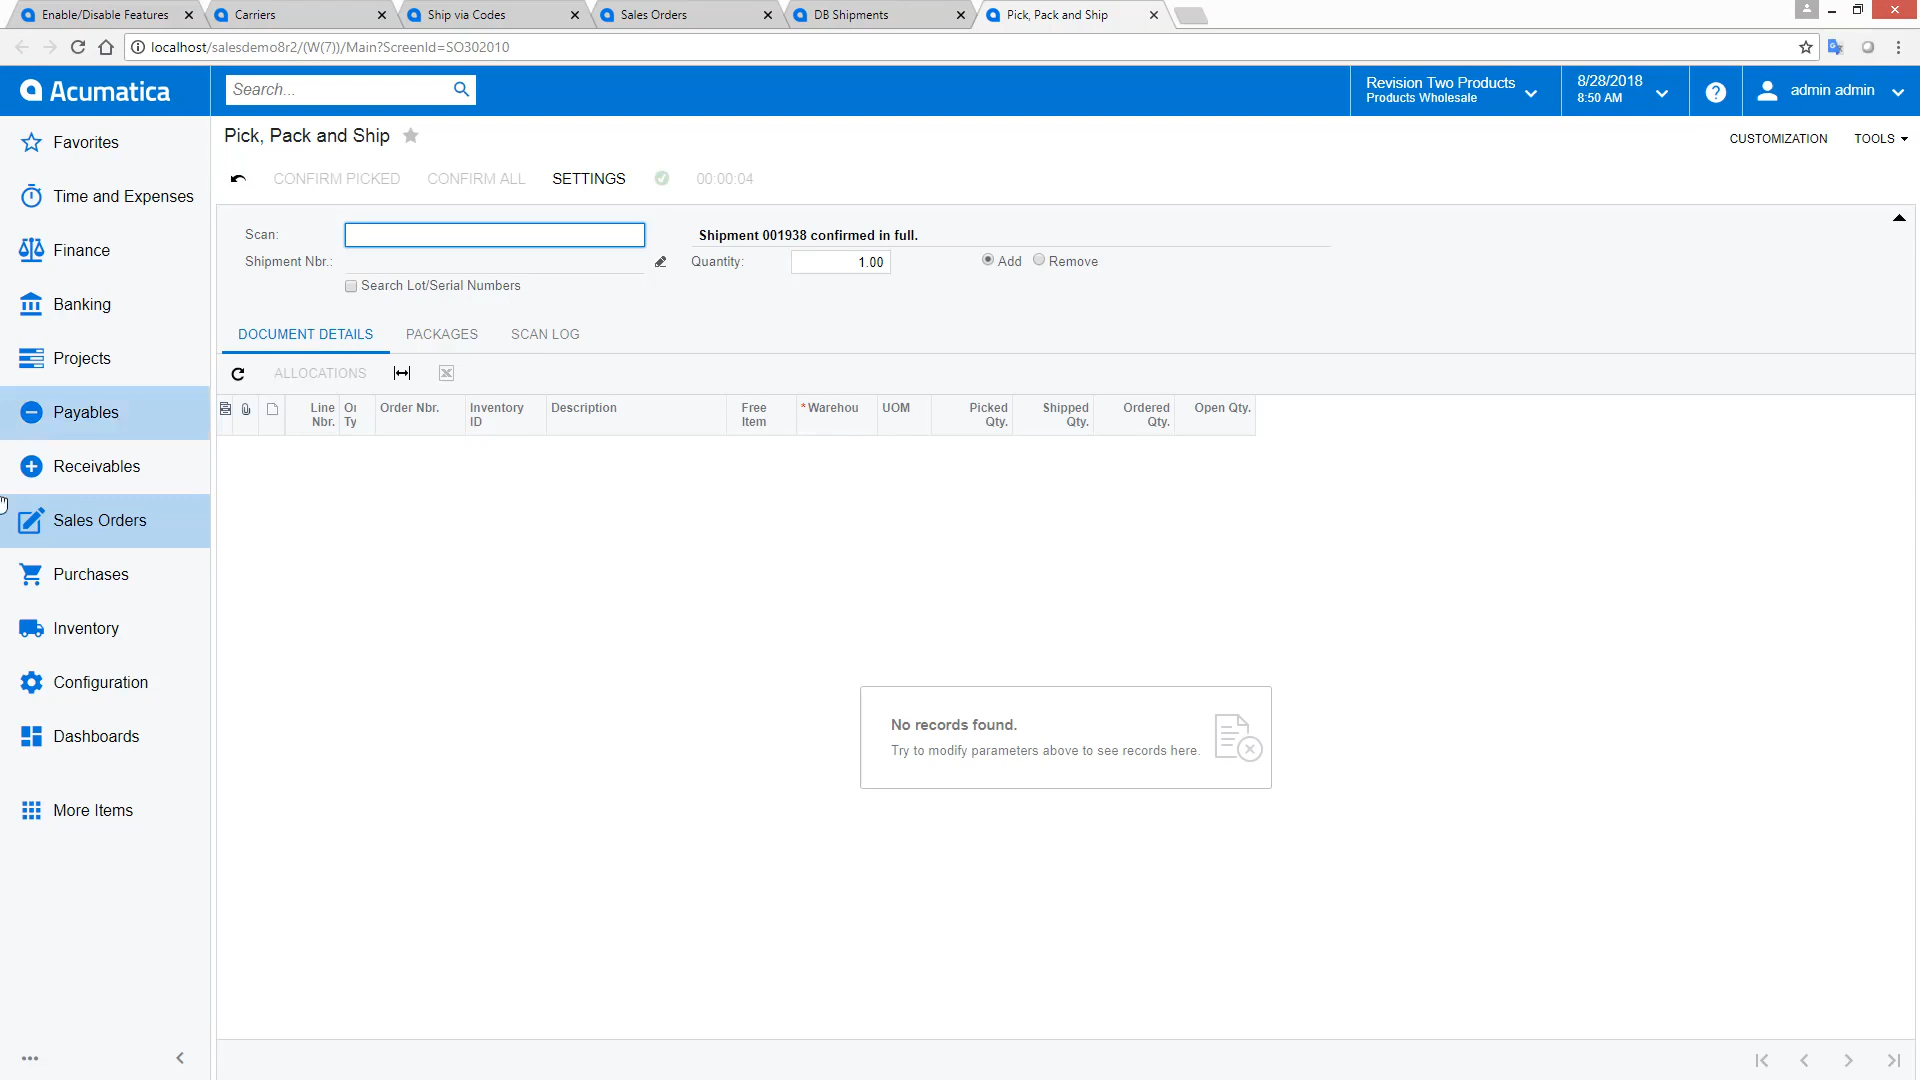 Enable/Disable Features
Carriers
Ship via Codes
Sales Orders
DB Shipments
Pick, Pack and Ship
localhost/salesdemo8r2/(W(7))/Main?ScreenId=SO302010
Acumatica
Search...
Revision Two Products
Products Wholesale
8/28/2018
8:50 AM
admin admin
Favorites
Time and Expenses
Finance
Banking
Projects
Payables
Receivables
Sales Orders
Purchases
Inventory
Configuration
Dashboards
More Items
Pick, Pack and Ship
CUSTOMIZATION
TOOLS
CONFIRM PICKED
CONFIRM ALL
SETTINGS
00:00:04
Scan:
Shipment 001938 confirmed in full.
Shipment Nbr.:
Quantity:
1.00
Add
Remove
Search Lot/Serial Numbers
DOCUMENT DETAILS
PACKAGES
SCAN LOG
ALLOCATIONS
Line Nbr.
Or Ty
Order Nbr.
Inventory ID
Description
Free Item
*Warehou
UOM
Picked Qty.
Shipped Qty.
Ordered Qty.
Open Qty.
No records found.
Try to modify parameters above to see records here.